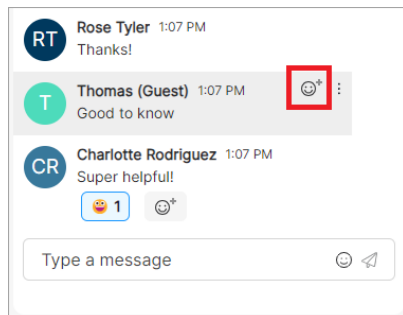 RT Rose Tyler 1:07 PM
Thanks!
T Thomas (Guest) 1:07 PM
Good to know
CR Charlotte Rodriguez 1:07 PM
Super helpful!
1
Type a message